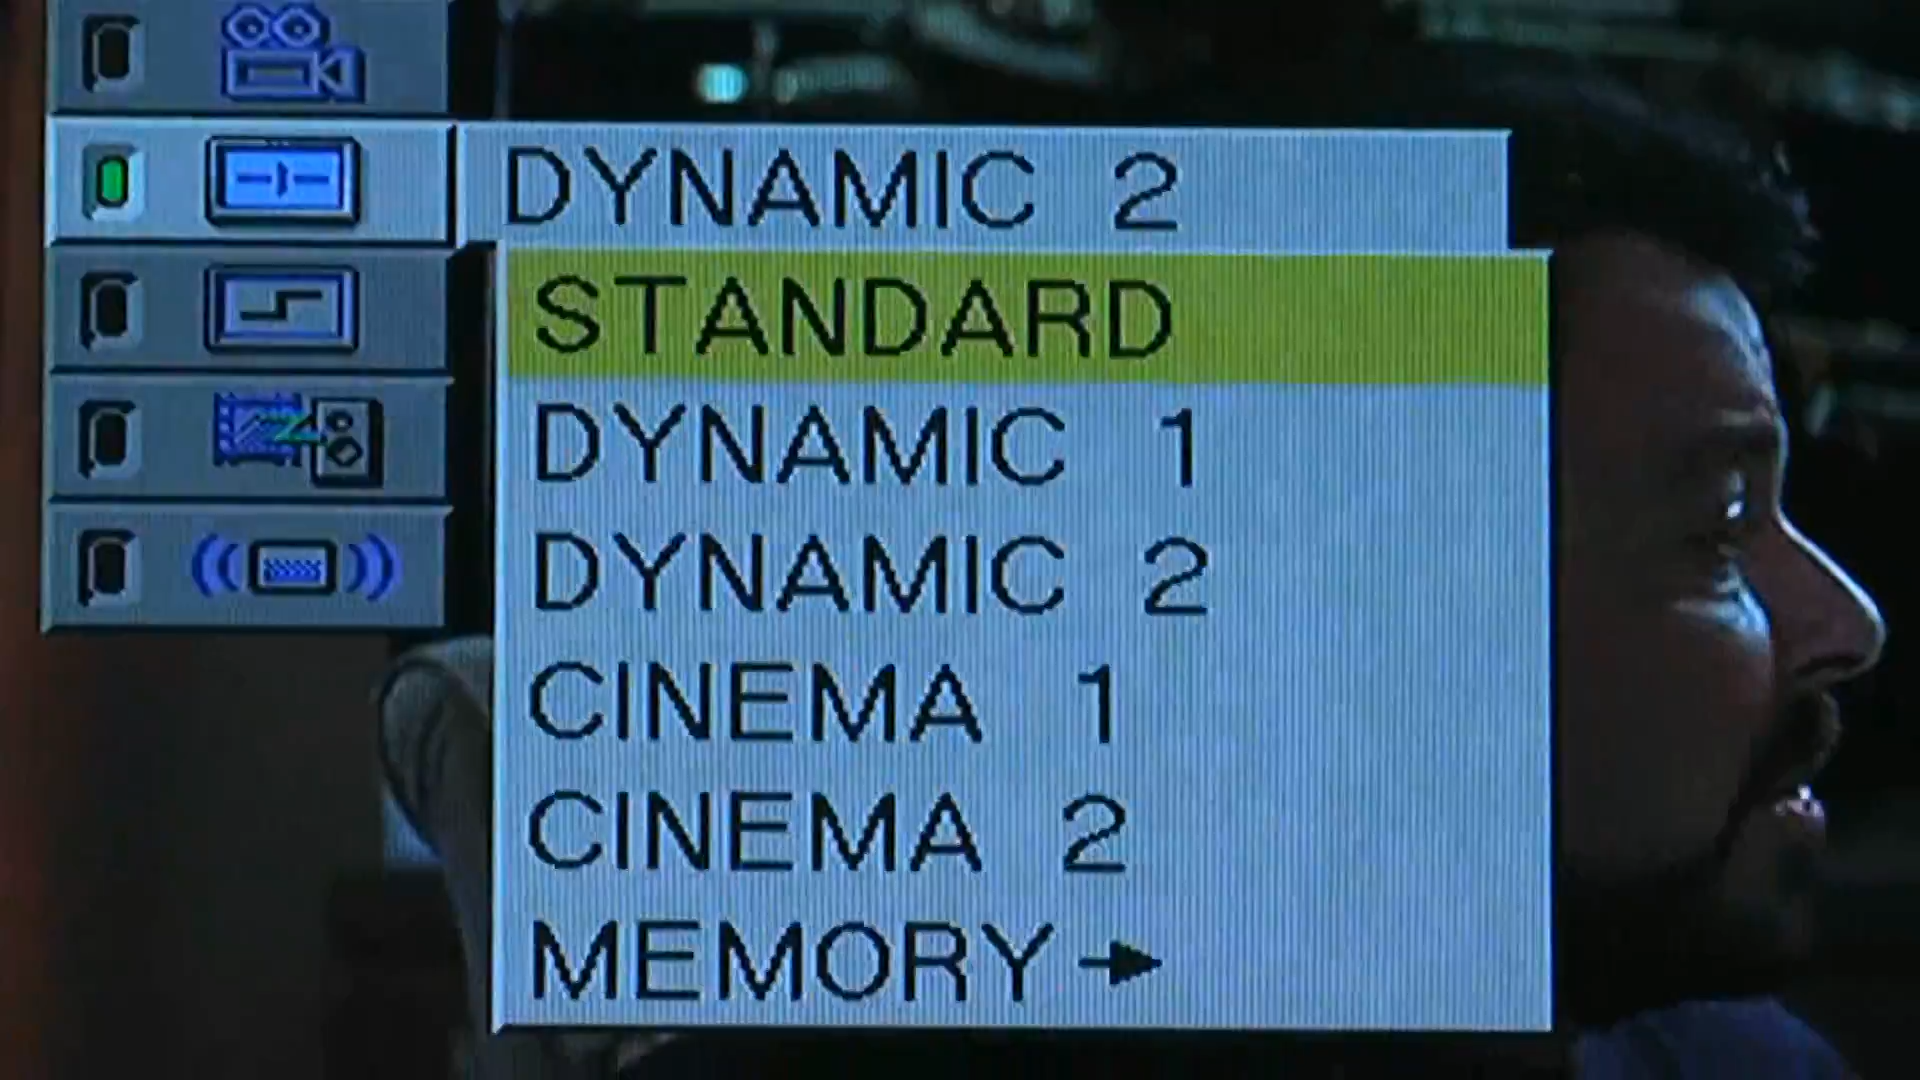 DYNAMIC 2
STANDARD
DYNAMIC 1
DYNAMIC 2
CINEMA 1
CINEMA 2
MEMORY→